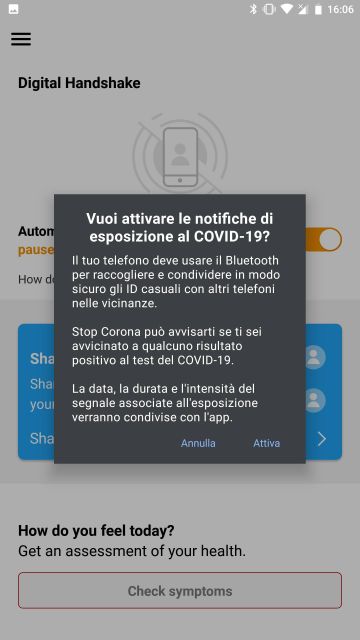 16:06
Digital Handshake
Vuoi attivare le notifiche di
esposizione al COVID-19?
Autom
pause
Il tuo telefono deve usare il Bluetooth
per raccogliere e condividere in modo
sicuro gli ID casuali con altri telefoni
nelle vicinanze.
How do
Stop Corona può avvisarti se ti sei
avvicinato a qualcuno risultato
positivo al test del COVID-19.
Sha
Shar
your
La data, la durata e l'intensità del
segnale associate all'esposizione
verranno condivise con l'app.
Sha
Annulla Attiva
How do you feel today?
Get an assessment of your health.
Check symptoms